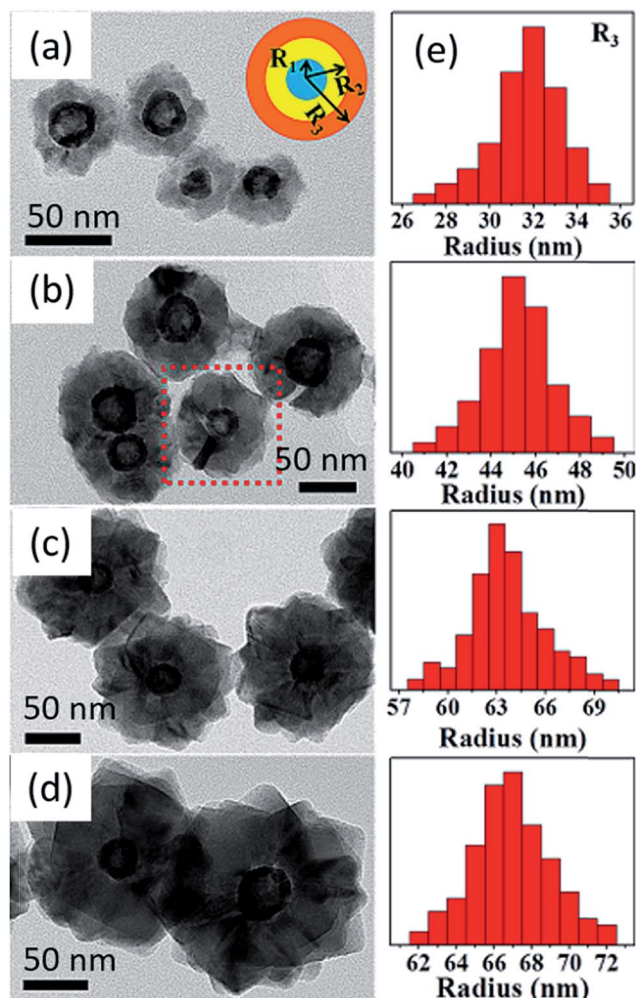 (a)
R1
R2
R3
50 nm
(e)
R3
26 28 30 32 34 36
Radius (nm)
(b)
50 nm
40 42 44 46 48 50
Radius (nm)
(c)
50 nm
57 60 63 66 69
Radius (nm)
(d)
50 nm
62 64 66 68 70 72
Radius (nm)